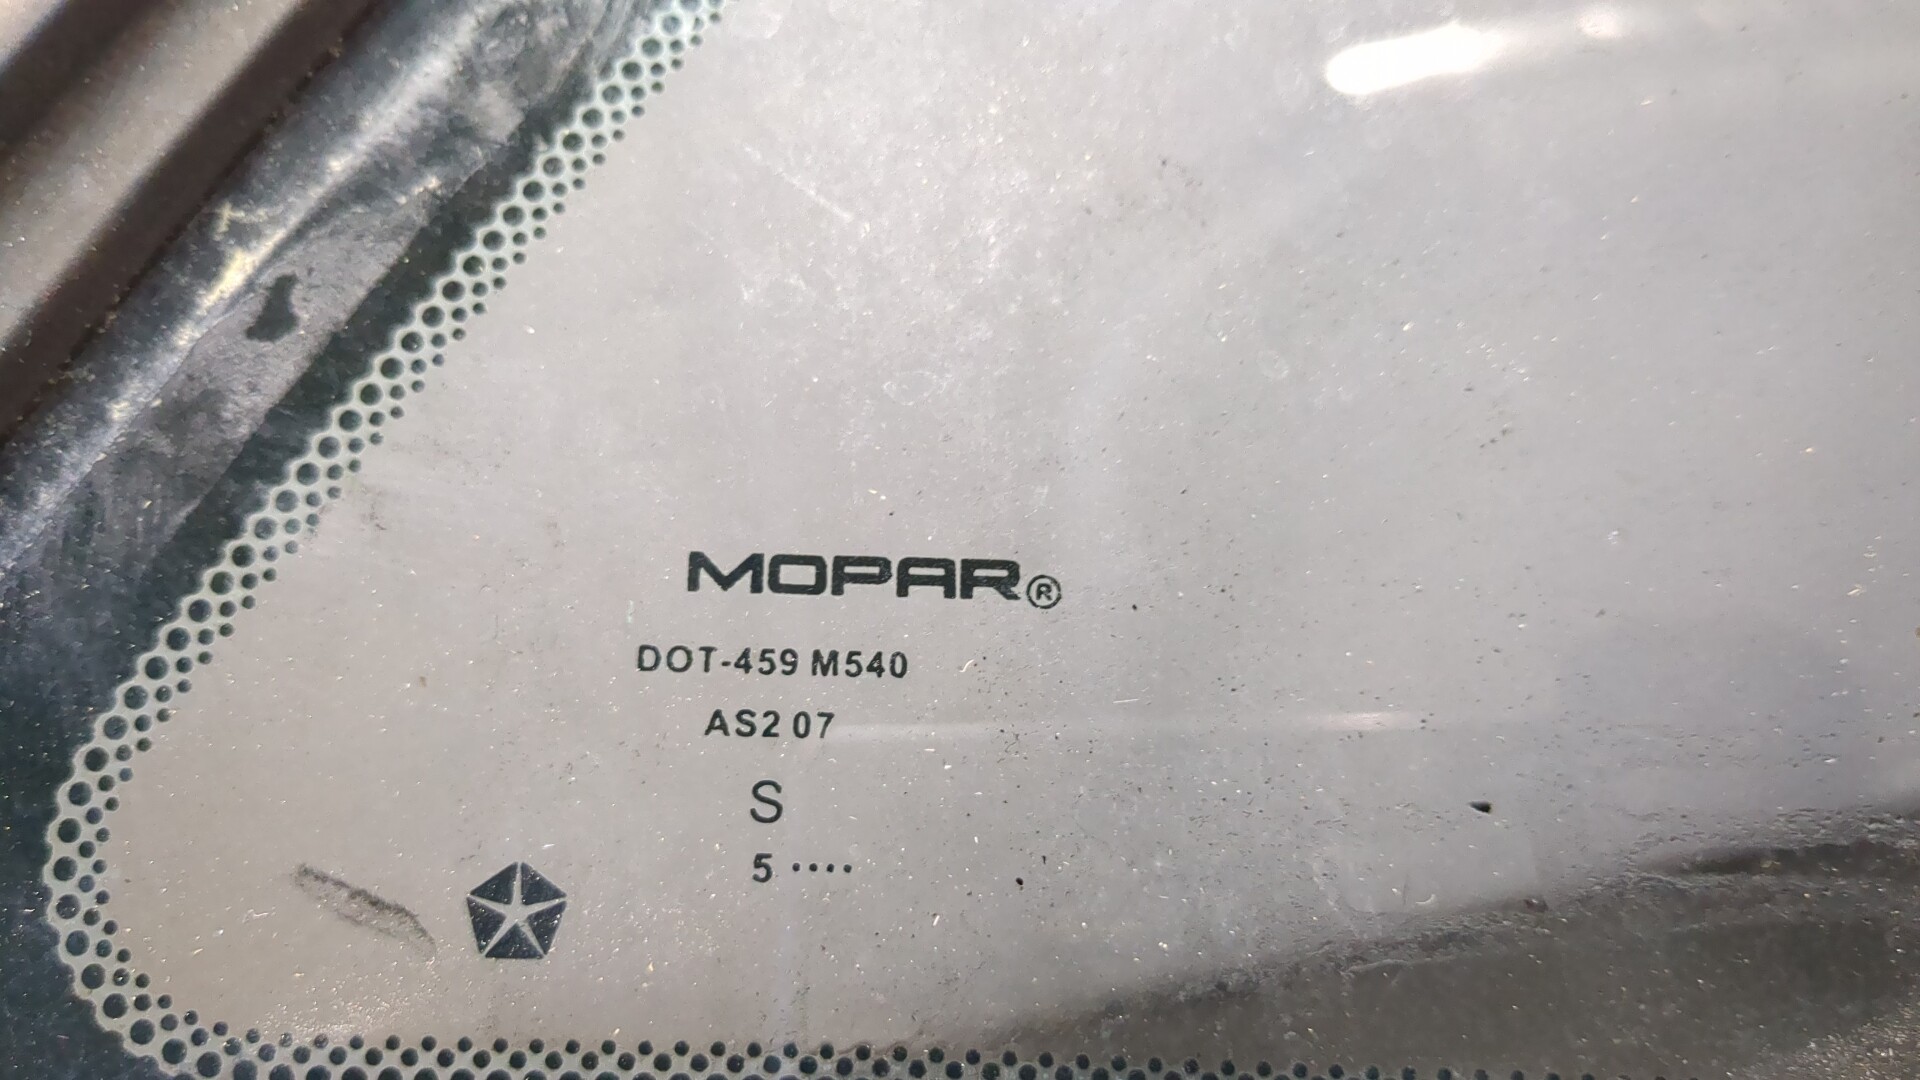 MOPAR®
DOT-459 M540
AS2 07
S
5 ····